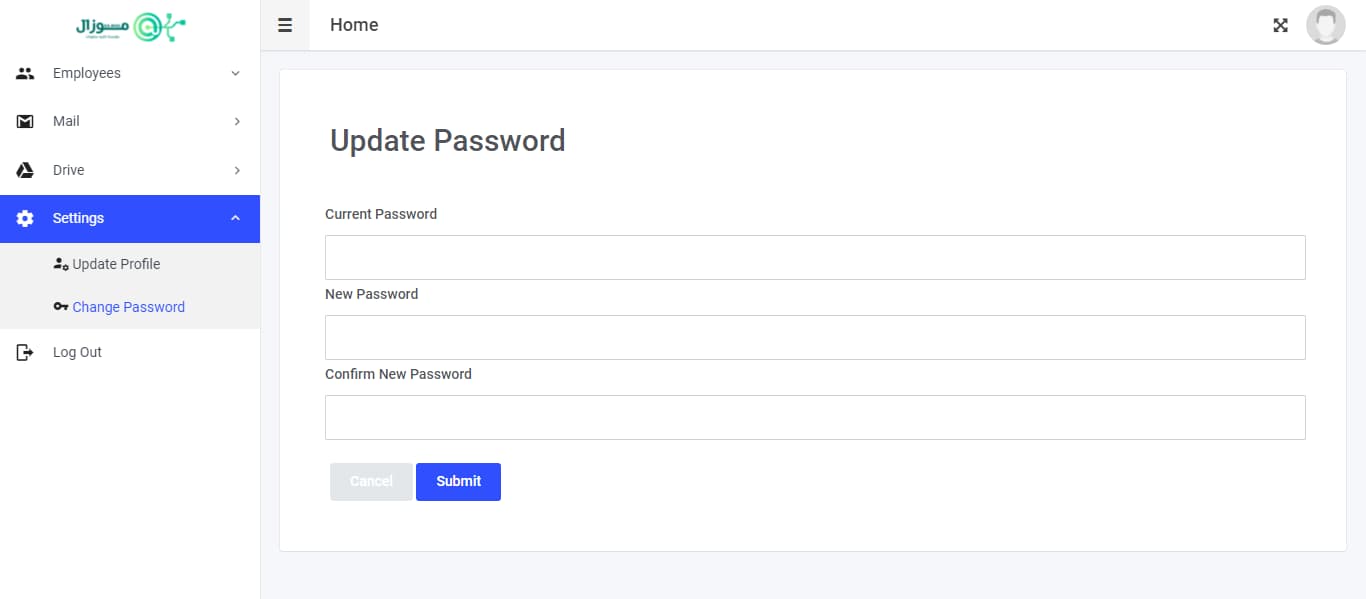 موزال
Home
Employees
Mail
Drive
Settings
Update Profile
Change Password
Log Out
Update Password
Current Password
New Password
Confirm New Password
Cancel
Submit